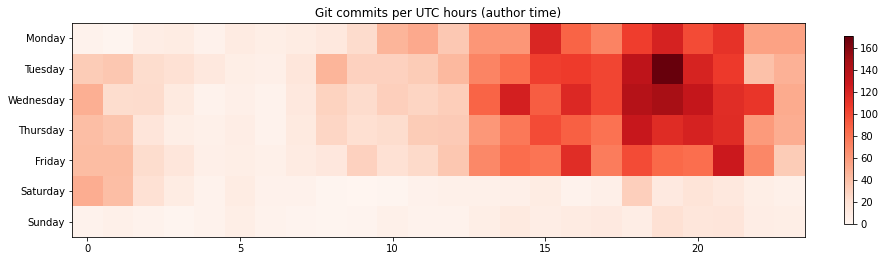 Git commits per UTC hours (author time)
Monday
Tuesday
Wednesday
Thursday
Friday
Saturday
Sunday
0 5 10 15 20
160
140
120
100
80
60
40
20
0